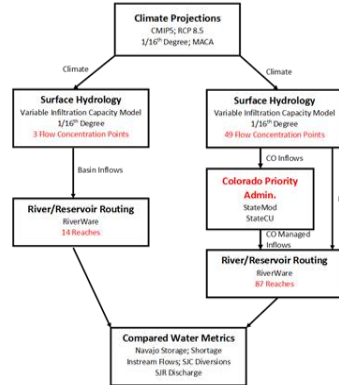 Climate Projections
CMIP5; RCP 8.5
1/16th Degree; MACA
Climate
Climate
Surface Hydrology
Variable Infiltration Capacity Model
1/16th Degree
3 Flow Concentration Points
Surface Hydrology
Variable Infiltration Capacity Model
1/16th Degree
49 Flow Concentration Points
Basin Inflows
CO Inflows
Colorado Priority
Admin.
StateMod
StateCU
CO Managed
Inflows
River/Reservoir Routing
RiverWare
14 Reaches
River/Reservoir Routing
RiverWare
87 Reaches
Compared Water Metrics
Navajo Storage; Shortage
Instream Flows; SJC Diversions
SJR Discharge